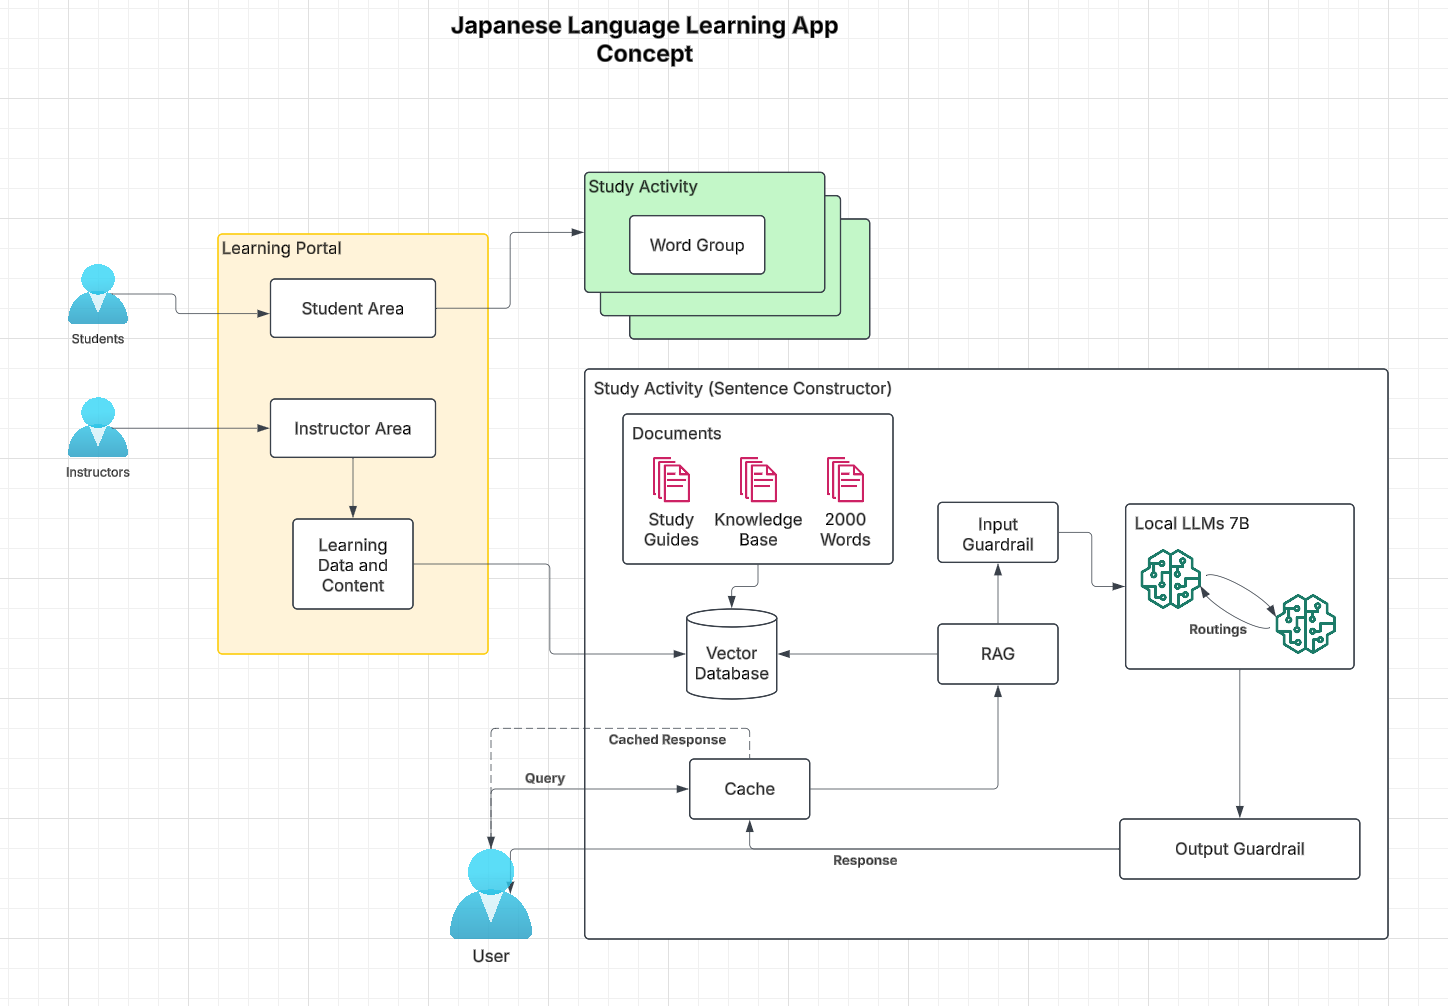 Japanese Language Learning App
Concept
Study Activity
Word Group
Learning Portal
Student Area
Students
Instructor Area
Instructors
Learning
Data and
Content
Study Activity (Sentence Constructor)
Documents
Study
Guides
Knowledge
Base
2000
Words
Input
Guardrail
Local LLMs 7B
Routings
Vector
Database
RAG
Cached Response
Query
Cache
Response
Output Guardrail
User